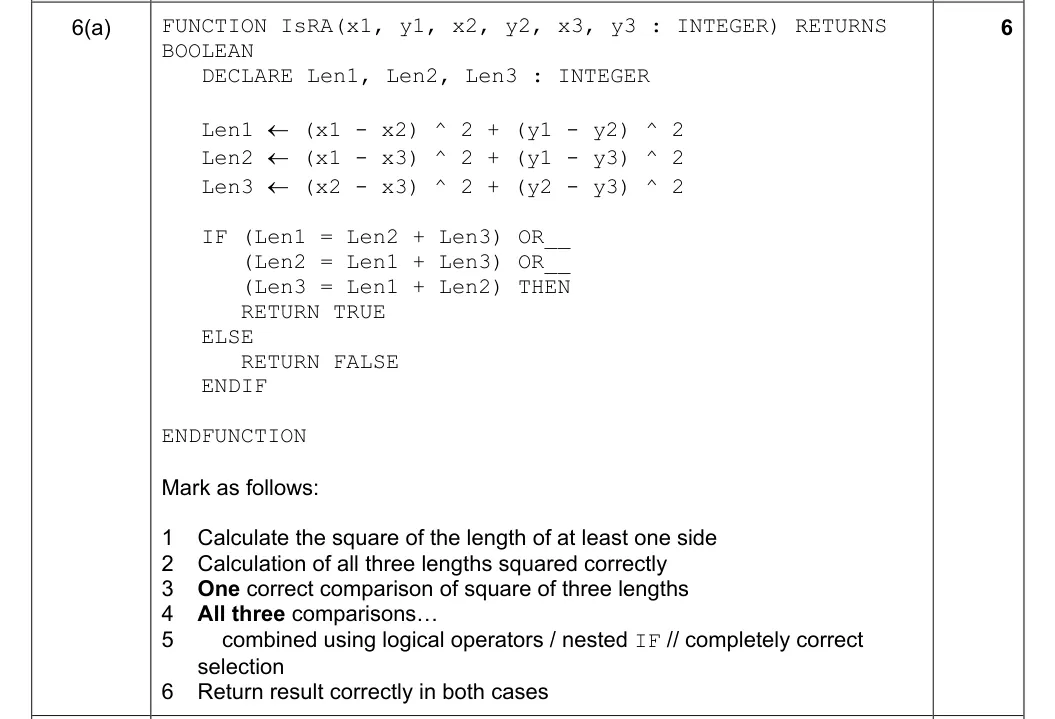 6(a)
FUNCTION IsRA(x1, y1, x2, y2, x3, y3 : INTEGER) RETURNS
6
BOOLEAN
DECLARE Len1, Len2, Len3 : INTEGER
Len1 ← (x1 - x2) ^ 2 + (y1 - y2) ^ 2
Len2 ← (x1 - x3) ^ 2 + (y1 - y3) ^ 2
Len3 ← (x2 - x3) ^ 2 + (y2 - y3) ^ 2
IF (Len1 = Len2 + Len3) OR__
(Len2 = Len1 + Len3) OR__
(Len3 = Len1 + Len2) THEN
RETURN TRUE
ELSE
RETURN FALSE
ENDIF
ENDFUNCTION
Mark as follows:
1 Calculate the square of the length of at least one side
2 Calculation of all three lengths squared correctly
3 One correct comparison of square of three lengths
4 All three comparisons…
5 combined using logical operators / nested IF // completely correct
selection
6 Return result correctly in both cases